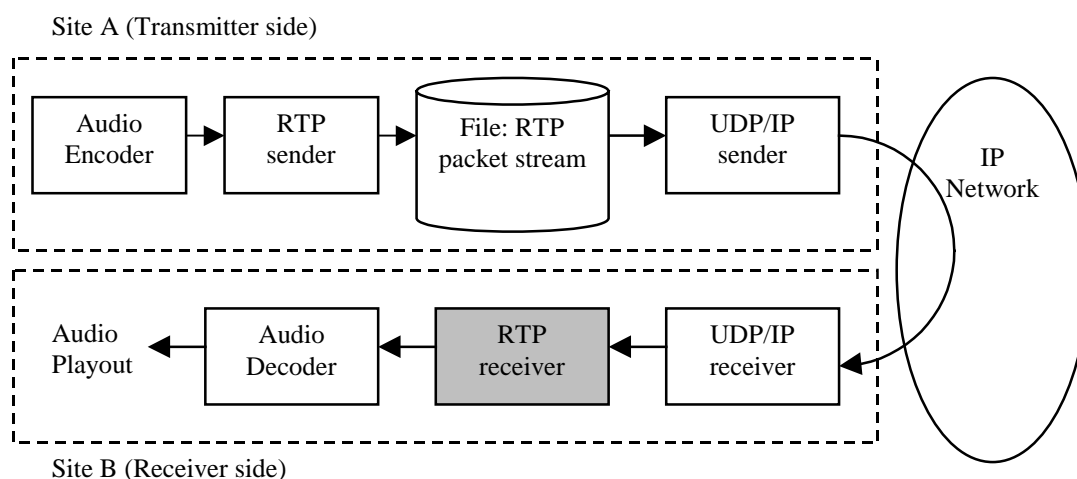 Site A (Transmitter side)
Audio
Encoder
RTP
sender
File: RTP
packet stream
UDP/IP
sender
IP
Network
Audio
Playout
Audio
Decoder
RTP
receiver
UDP/IP
receiver
Site B (Receiver side)